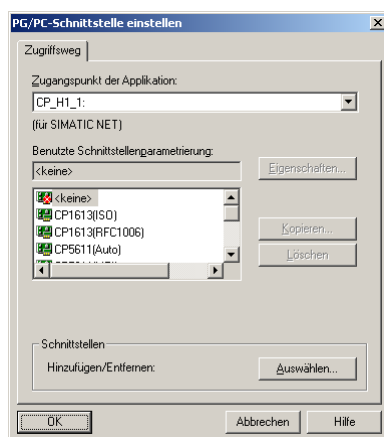 PG/PC-Schnittstelle einstellen
Zugriffsweg
Zugangspunkt der Applikation:
CP_H1_1:
(für SIMATIC NET)
Benutzte Schnittstellenparametrierung:
<keine>
Eigenschaften...
<keine>
CP1613(ISO)
CP1613(RFC1006)
CP5611(Auto)
Kopieren...
Löschen
Schnittstellen
Hinzufügen/Entfernen:
Auswählen...
OK
Abbrechen
Hilfe